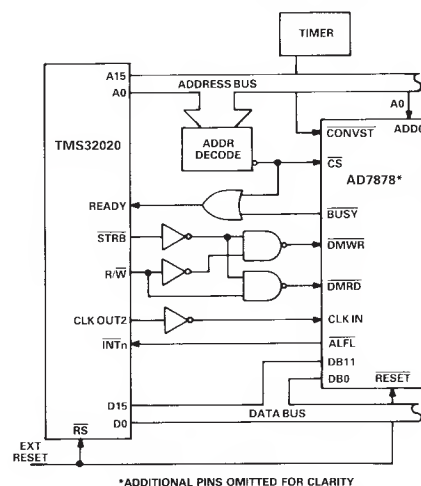 TIMER
A15
A0
ADDRESS BUS
A0
ADD0
TMS32020
ADDR
DECODE
CONVST
CS
AD7878*
READY
BUSY
STRB
DMWR
R/W
DMRD
CLK OUT2
CLK IN
INTn
ALFL
DB11
DB0
RESET
D15
D0
DATA BUS
RS
EXT
RESET
*ADDITIONAL PINS OMITTED FOR CLARITY